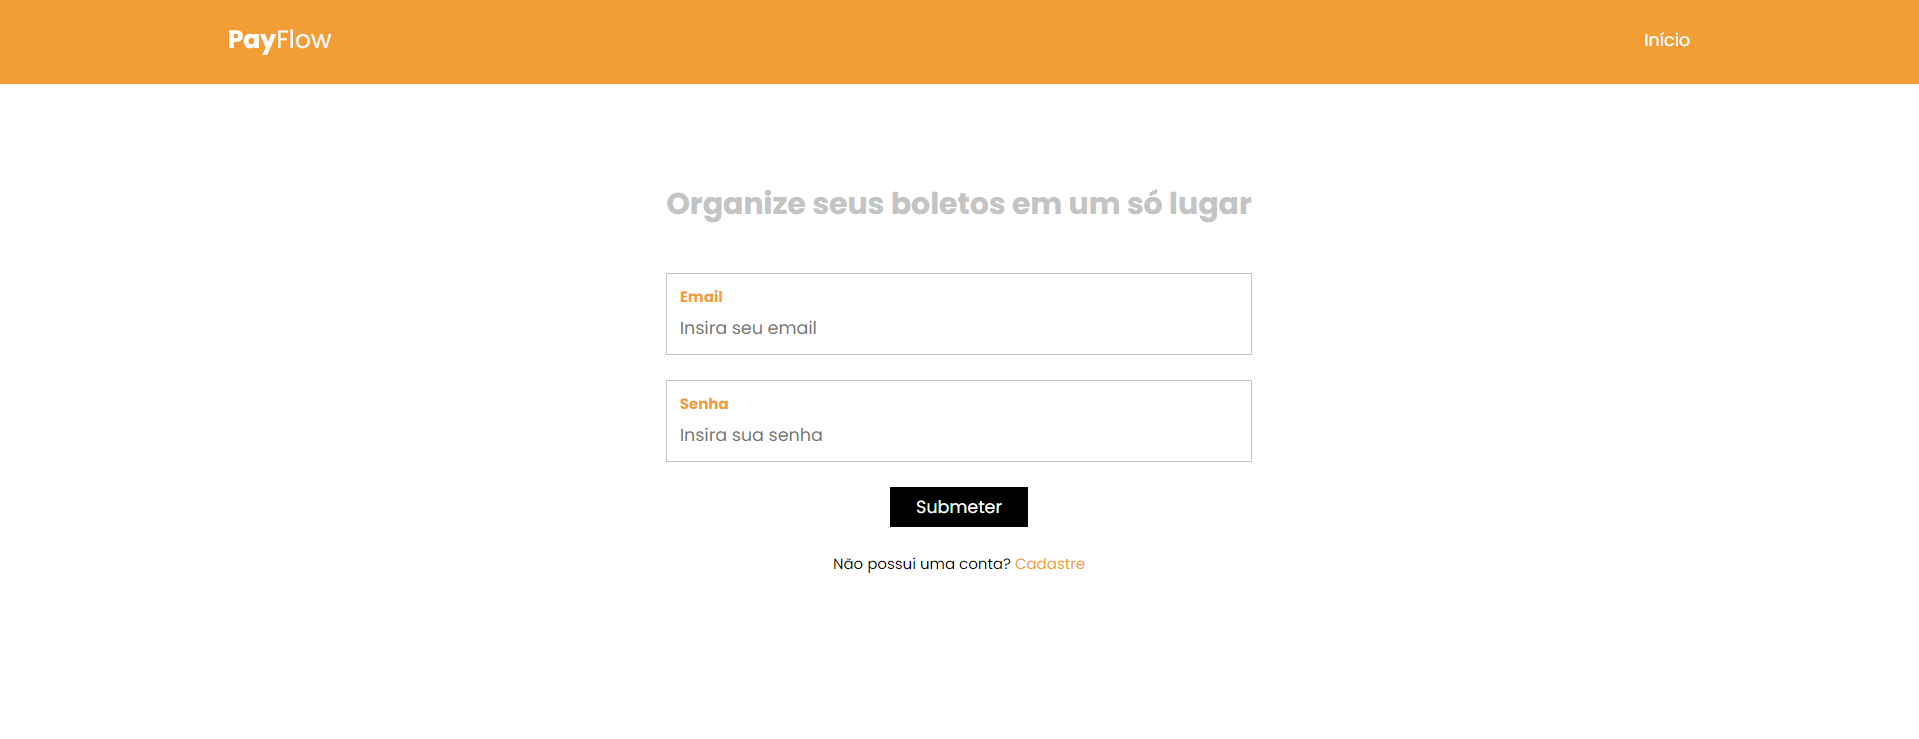 PayFlow
Início
Organize seus boletos em um só lugar
Email
Insira seu email
Senha
Insira sua senha
Submeter
Não possui uma conta? Cadastre